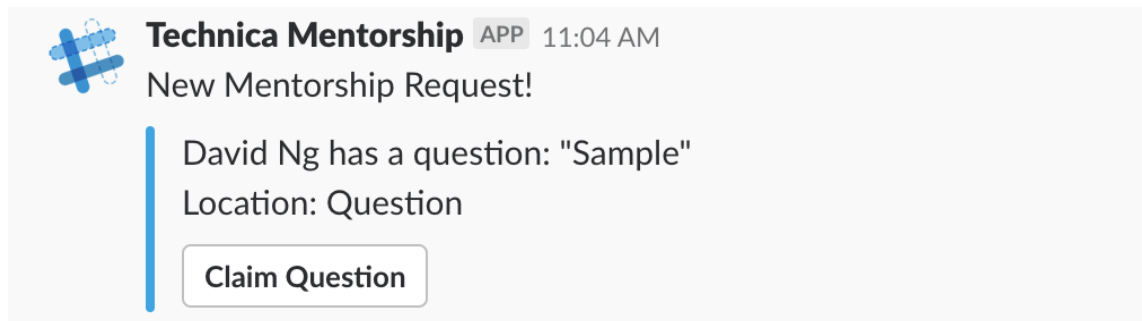 Technica Mentorship APP 11:04 AM
New Mentorship Request!
David Ng has a question: "Sample"
Location: Question
Claim Question